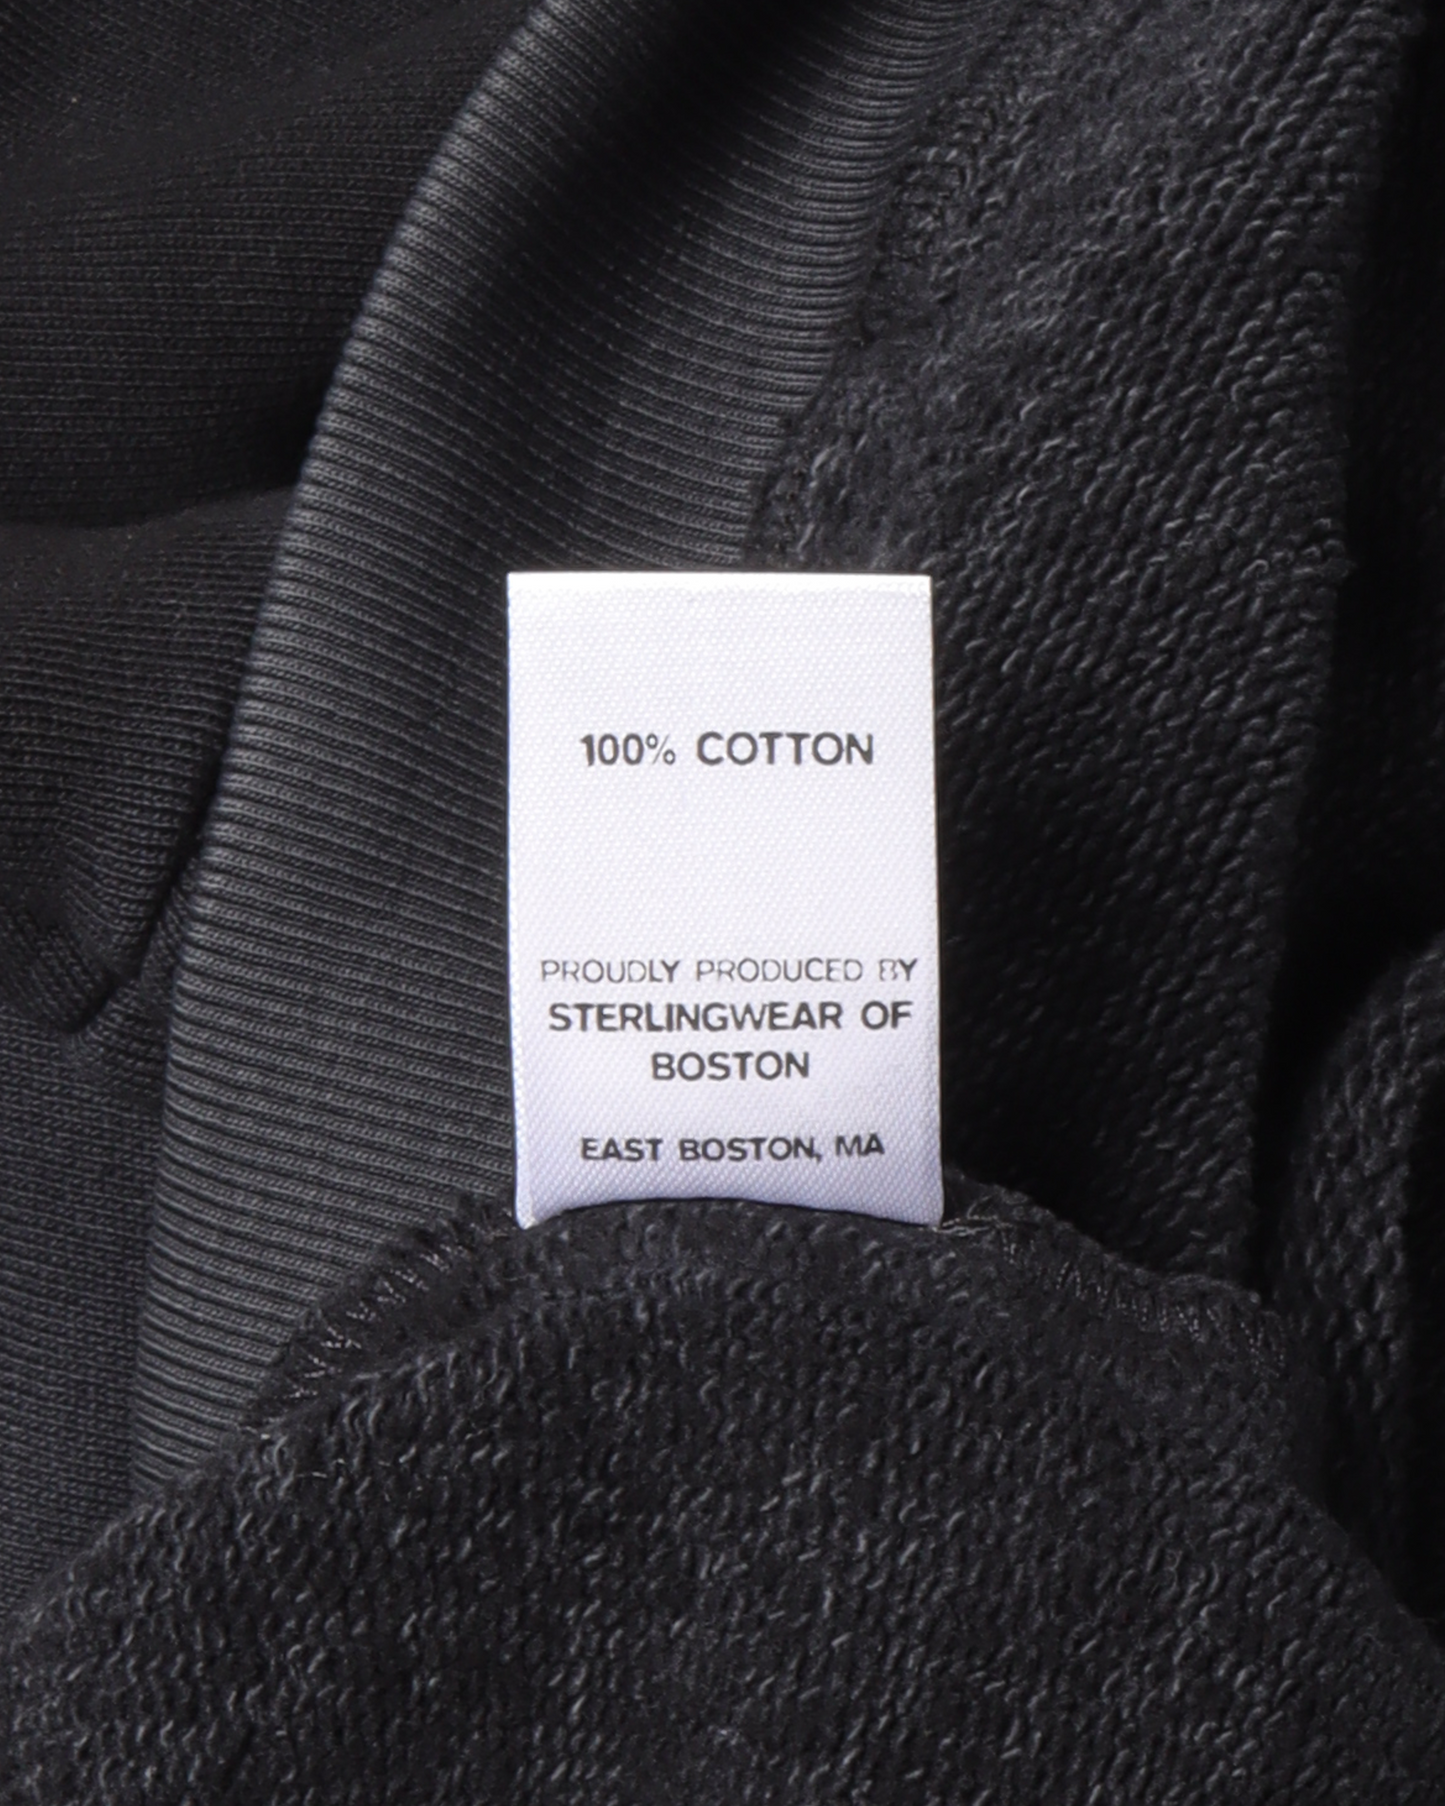 100% COTTON
PROUDLY PRODUCED BY
STERLINGWEAR OF
BOSTON
EAST BOSTON, MA